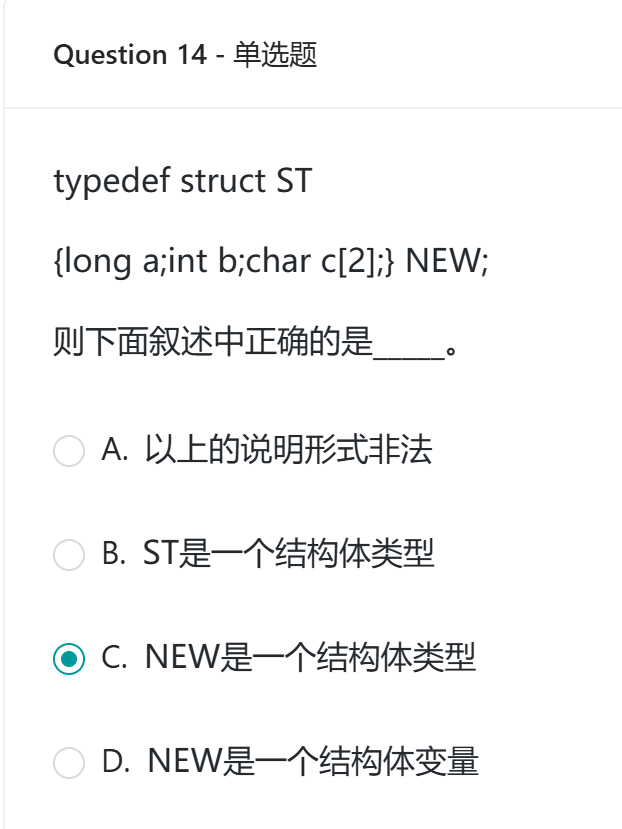 Question 14 - 单选题
typedef struct ST
{long a;int b;char c[2];} NEW;
则下面叙述中正确的是_____。
A. 以上的说明形式非法
B. ST是一个结构体类型
C. NEW是一个结构体类型
D. NEW是一个结构体变量